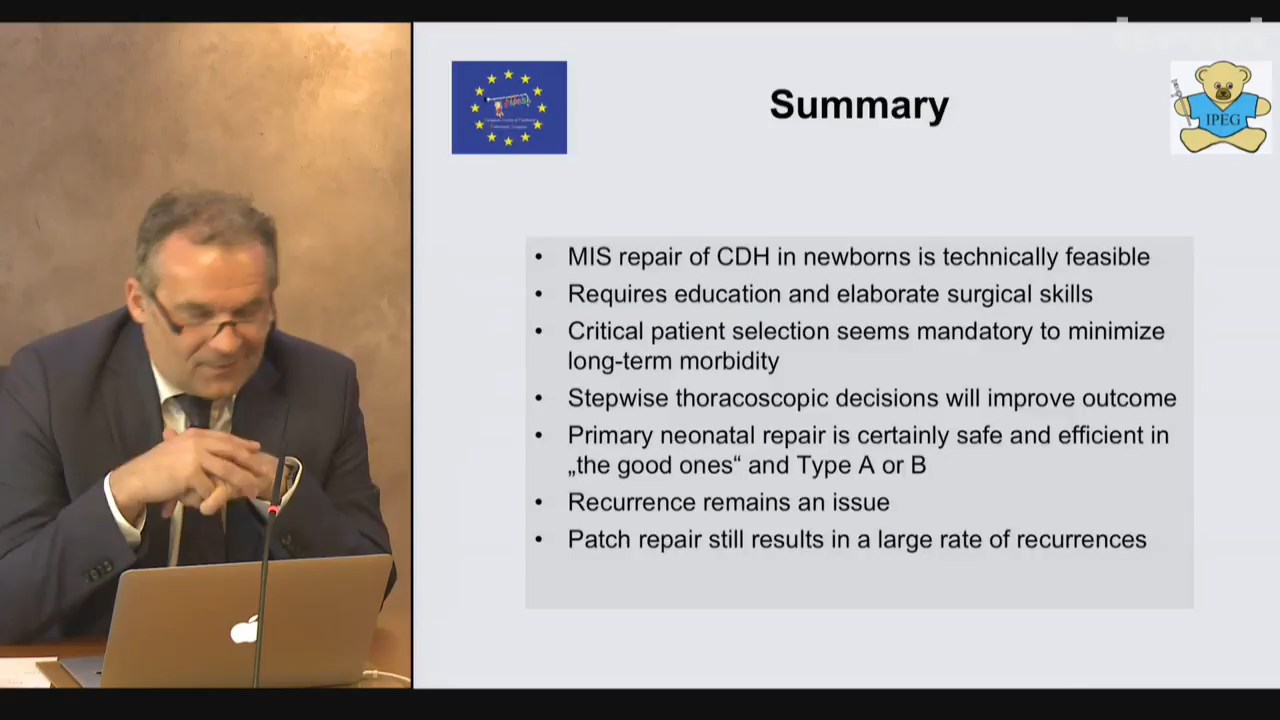 Summary
IPEG
• MIS repair of CDH in newborns is technically feasible
• Requires education and elaborate surgical skills
• Critical patient selection seems mandatory to minimize
long-term morbidity
• Stepwise thoracoscopic decisions will improve outcome
• Primary neonatal repair is certainly safe and efficient in
„the good ones“ and Type A or B
• Recurrence remains an issue
• Patch repair still results in a large rate of recurrences